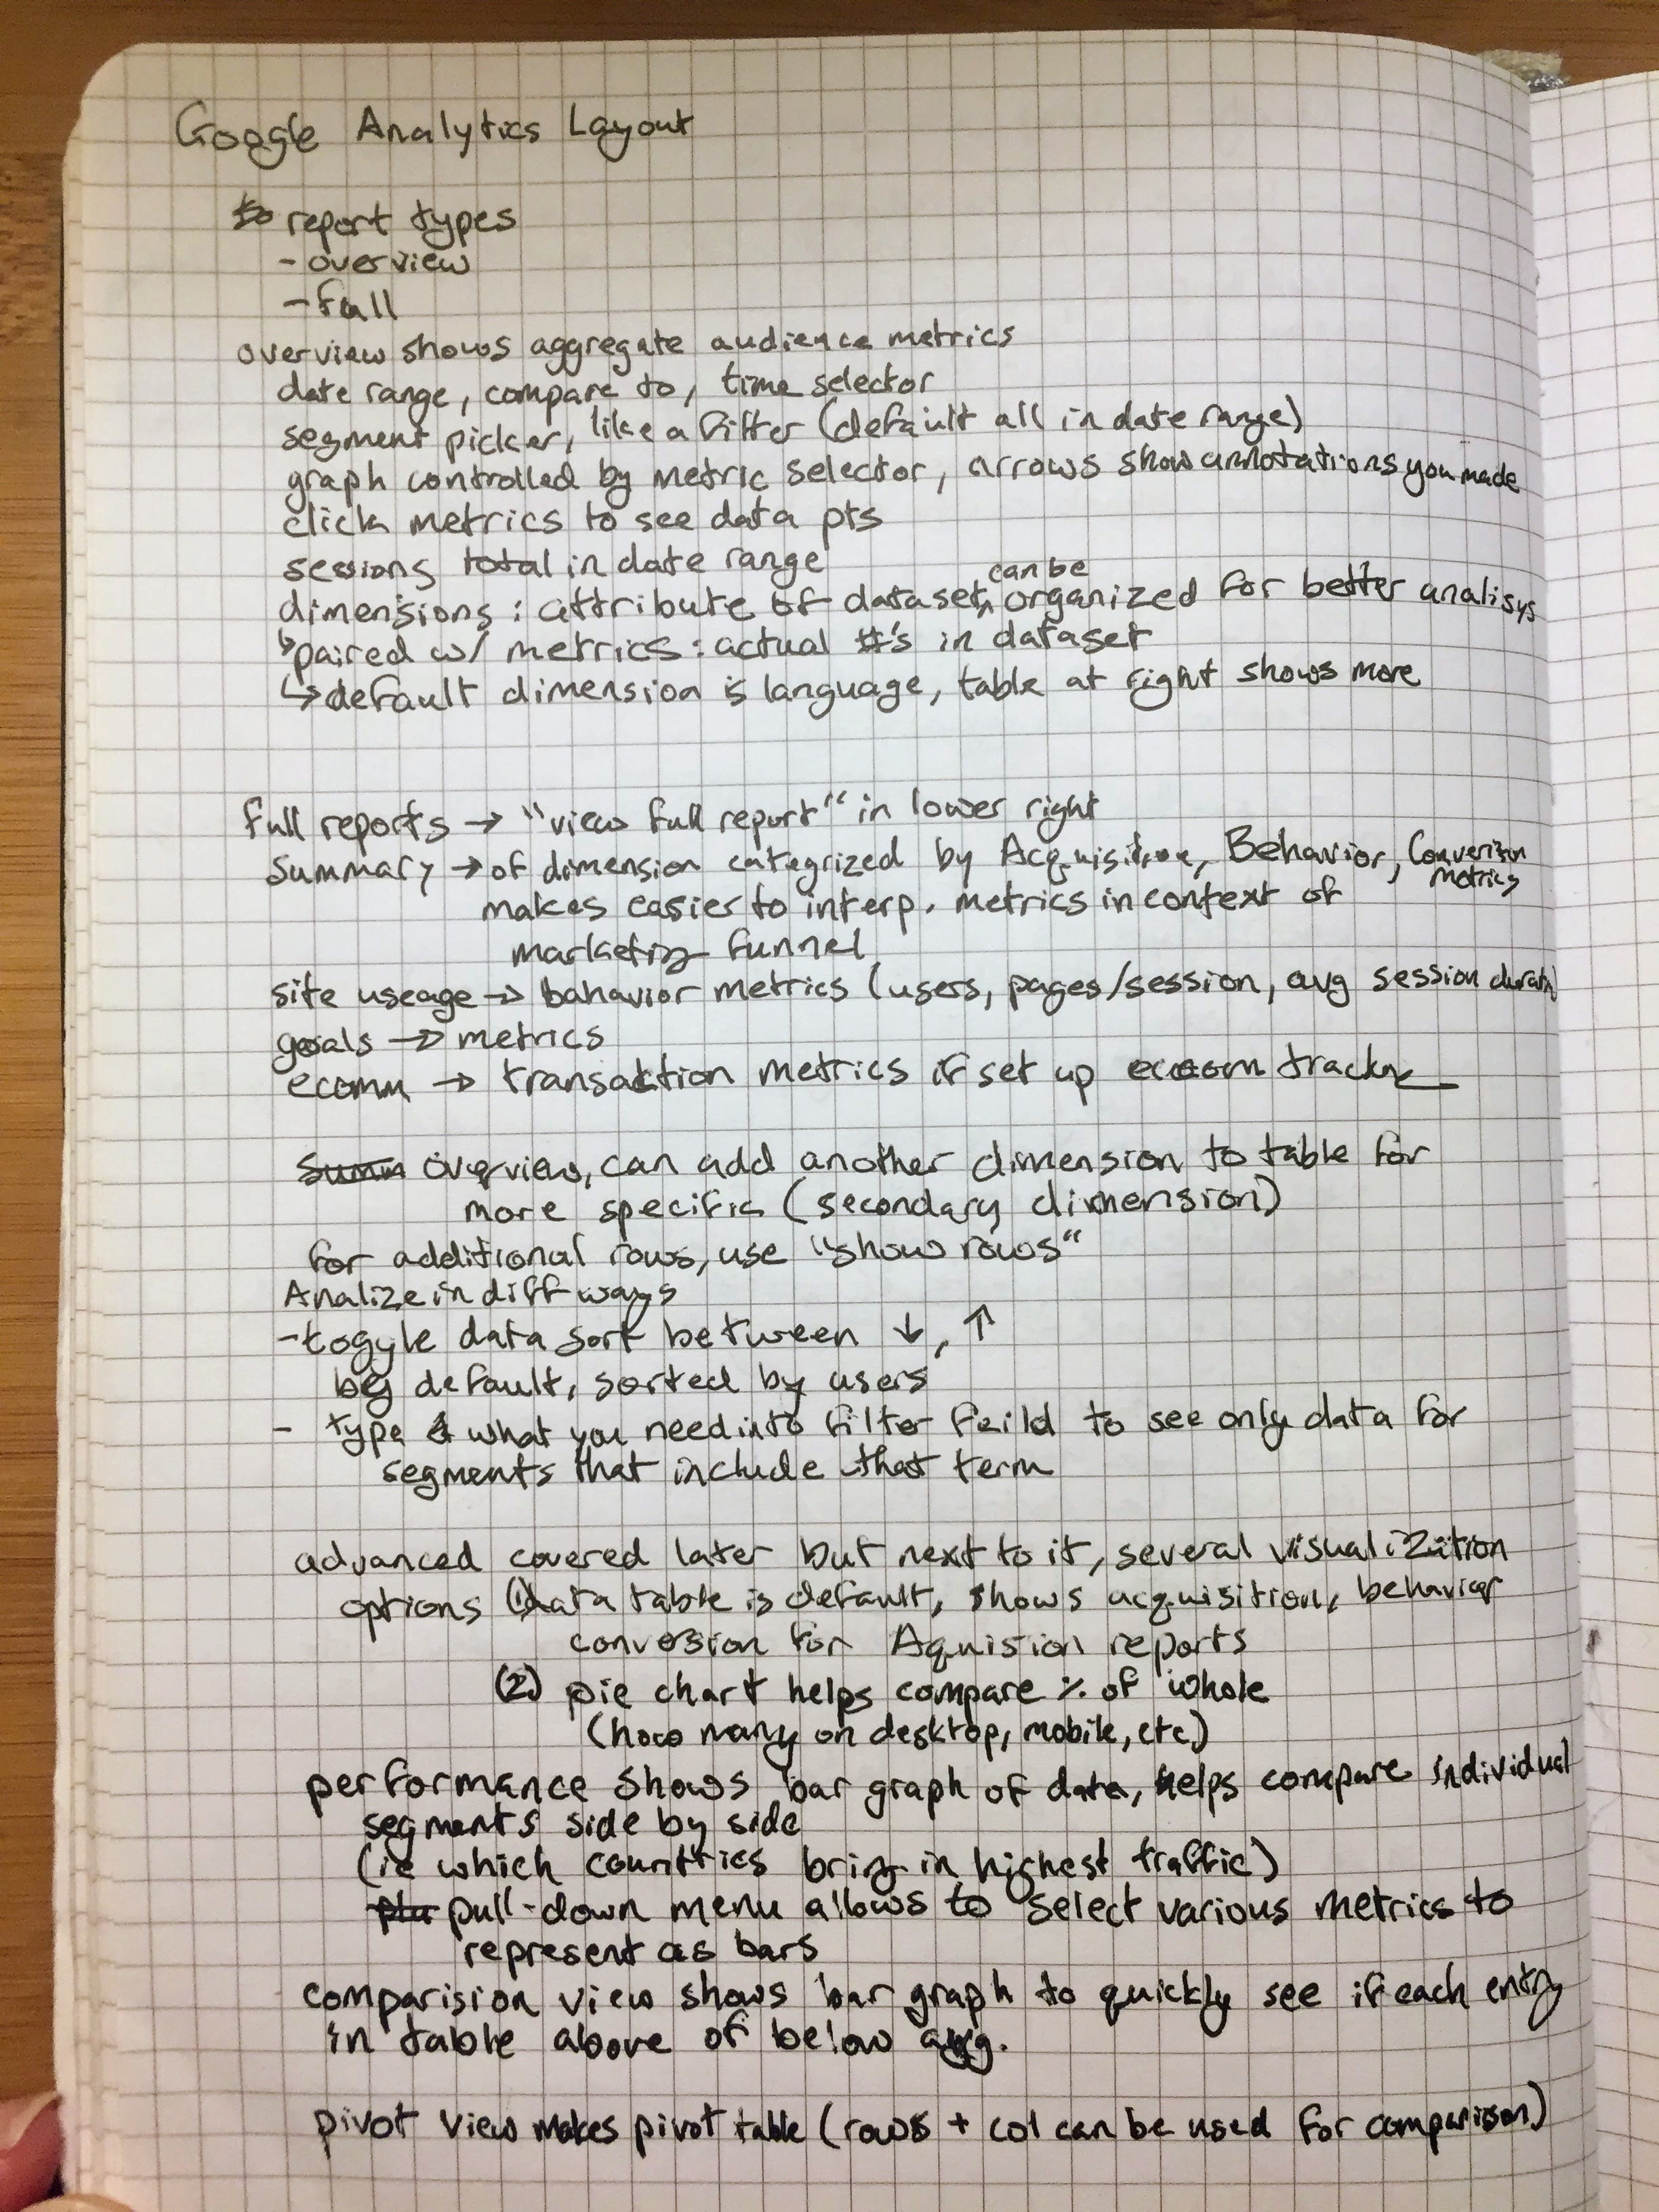 Google Analytics Layout
report types
- overview
- full
overview shows aggregate audience metrics
date range, compare to, time selector
segment picker, like a filter (default all in date range)
graph controlled by metric selector, arrows show annotations you made
click metrics to see data pts
sessions total in date range
can be
dimensions : attribute of dataset, organized for better analisys
↳ paired w/ metrics : actual #'s in dataset
↳ default dimension is language, table at right shows more
full reports → "view full report" in lower right
Summary → of dimension categrized by Acquisition, Behavior, Conversion
metrics
makes easier to interp. metrics in context of
marketing funnel
site useage → bahavior metrics (users, pages/session, avg session duration)
goals → metrics
ecomm → transaction metrics if set up ecomm tracking
overview, can add another dimension to table for
more specific (secondary dimension)
for additional rows, use "show rows"
Analize in diff ways
- toggle data sort between ↓, ↑
by default, sorted by users
- type what you need into filter feild to see only data for
segments that include that term
advanced covered later but next to it, several visualization
options (1) data table is default, shows acquisition, behavior
conversion for Aquistion reports
(2) pie chart helps compare % of whole
(how many on desktop, mobile, etc)
performance shows bar graph of data, helps compare individual
segments side by side
(ie which countries bring in highest traffic)
pull-down menu allows to select various metrics to
represent as bars
comparision view shows bar graph to quickly see if each entry
in table above of below avg.
pivot view makes pivot table (rows + col can be used for comparison)